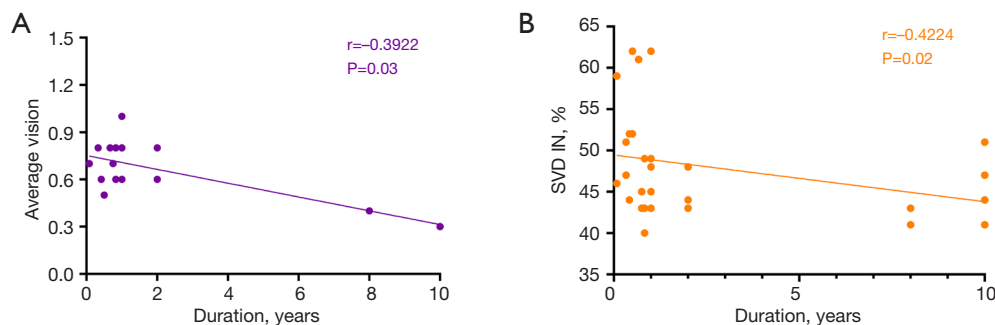 A
r=–0.3922
P=0.03
Average vision
1.5
1.2
0.9
0.6
0.3
0.0
0 2 4 6 8 10
Duration, years
B
r=–0.4224
P=0.02
SVD IN, %
65
60
55
50
45
40
35
0 5 10
Duration, years